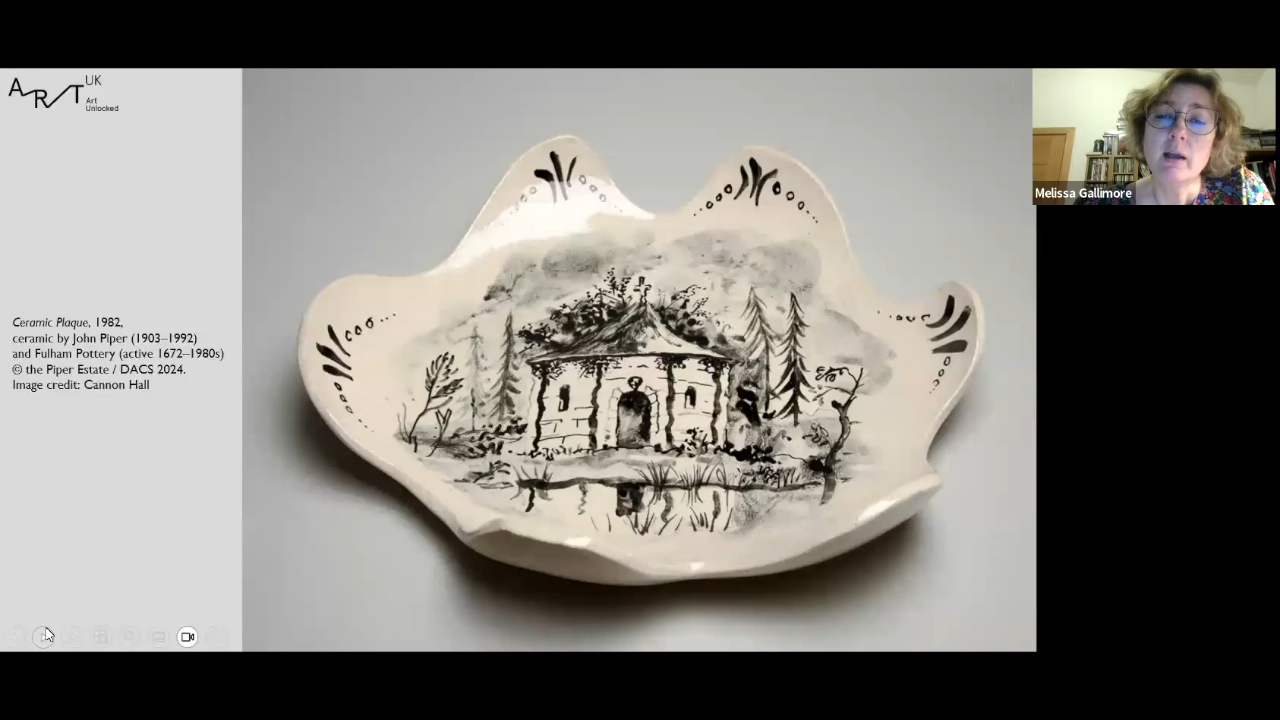 ART UK
Art
Unlocked
Melissa Gallimore
Ceramic Plaque, 1982,
ceramic by John Piper (1903–1992)
and Fulham Pottery (active 1672–1980s)
© the Piper Estate / DACS 2024.
Image credit: Cannon Hall